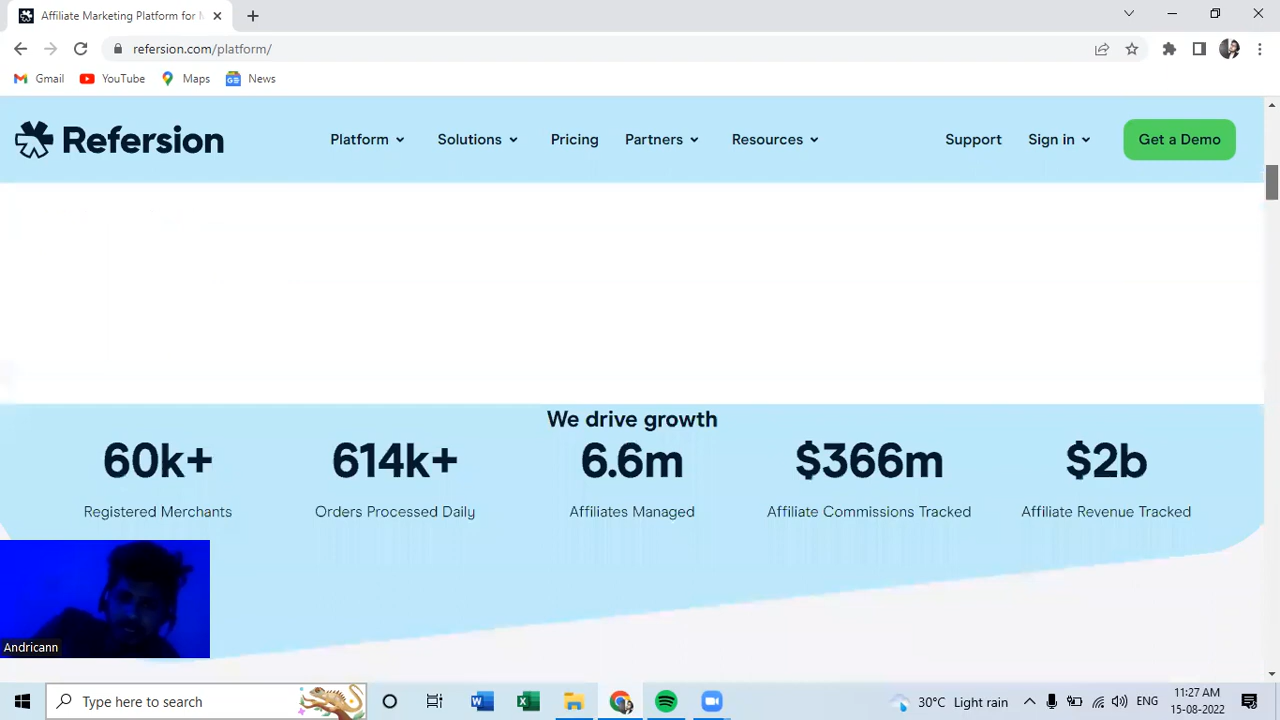 Affiliate Marketing Platform for
refersion.com/platform/
Gmail
YouTube
Maps
News
Refersion
Platform
Solutions
Pricing
Partners
Resources
Support
Sign in
Get a Demo
We drive growth
60k+
614k+
6.6m
$366m
$2b
Registered Merchants
Orders Processed Daily
Affiliates Managed
Affiliate Commissions Tracked
Affiliate Revenue Tracked
Andricann
Type here to search
30°C Light rain
ENG
11:27 AM
15-08-2022